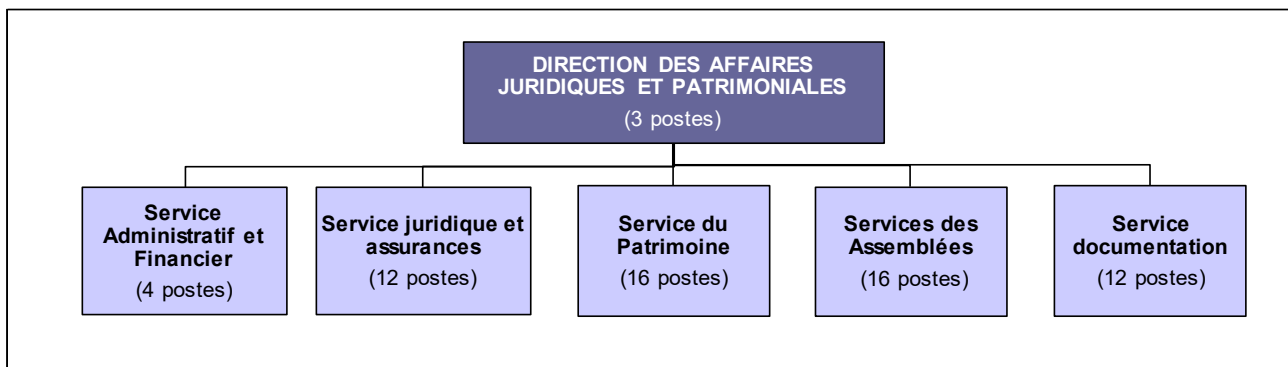 DIRECTION DES AFFAIRES
JURIDIQUES ET PATRIMONIALES
(3 postes)
Service
Administratif et
Financier
(4 postes)
Service juridique et
assurances
(12 postes)
Service du
Patrimoine
(16 postes)
Services des
Assemblées
(16 postes)
Service
documentation
(12 postes)